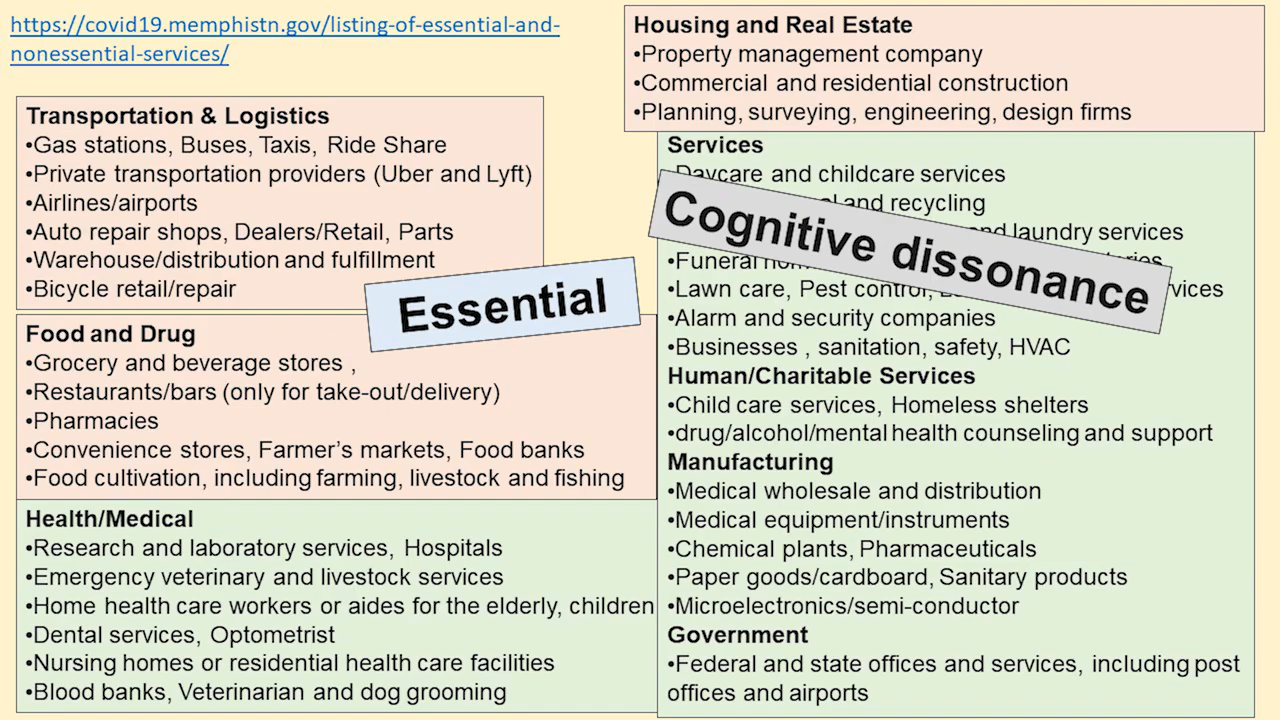 https://covid19.memphistn.gov/listing-of-essential-and-
nonessential-services/
Transportation & Logistics
•Gas stations, Buses, Taxis, Ride Share
•Private transportation providers (Uber and Lyft)
•Airlines/airports
•Auto repair shops, Dealers/Retail, Parts
•Warehouse/distribution and fulfillment
•Bicycle retail/repair
Essential
Food and Drug
•Grocery and beverage stores ,
•Restaurants/bars (only for take-out/delivery)
•Pharmacies
•Convenience stores, Farmer’s markets, Food banks
•Food cultivation, including farming, livestock and fishing
Health/Medical
•Research and laboratory services, Hospitals
•Emergency veterinary and livestock services
•Home health care workers or aides for the elderly, children
•Dental services, Optometrist
•Nursing homes or residential health care facilities
•Blood banks, Veterinarian and dog grooming
Housing and Real Estate
•Property management company
•Commercial and residential construction
•Planning, surveying, engineering, design firms
Services
Daycare and childcare services
and recycling
and laundry services
Cognitive dissonance
•Funeral
•Lawn care, Pest control,
•Alarm and security companies
•Businesses , sanitation, safety, HVAC
Human/Charitable Services
•Child care services, Homeless shelters
•drug/alcohol/mental health counseling and support
Manufacturing
•Medical wholesale and distribution
•Medical equipment/instruments
•Chemical plants, Pharmaceuticals
•Paper goods/cardboard, Sanitary products
•Microelectronics/semi-conductor
Government
•Federal and state offices and services, including post
offices and airports